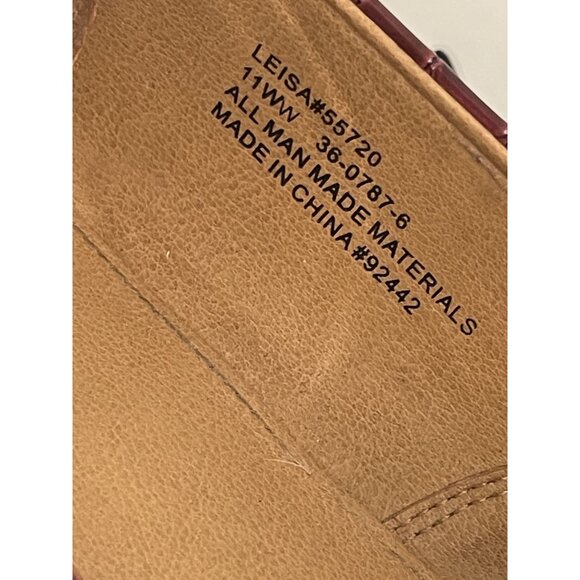 LEISA#55720
11WW 36-0787-6
ALL MAN MADE MATERIALS
MADE IN CHINA #92442